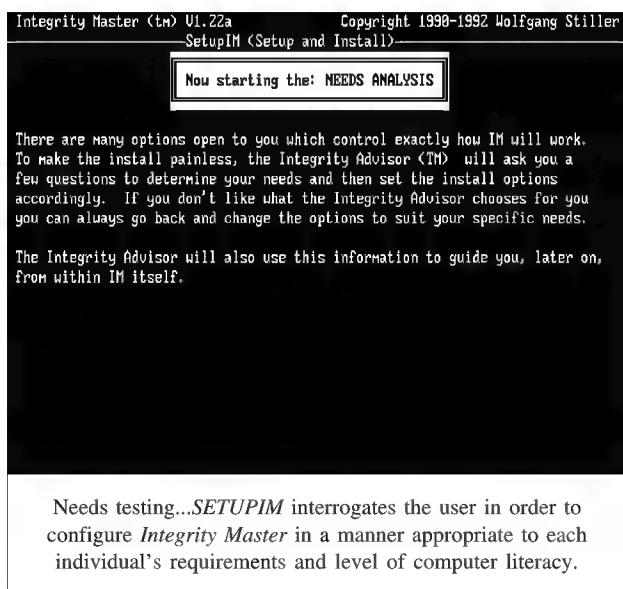 Integrity Master (tm) V1.22a Copyright 1990-1992 Wolfgang Stiller
SetupIM (Setup and Install)
Now starting the: NEEDS ANALYSIS
There are many options open to you which control exactly how IM will work.
To make the install painless, the Integrity Advisor (TM) will ask you a
few questions to determine your needs and then set the install options
accordingly. If you don't like what the Integrity Advisor chooses for you
you can always go back and change the options to suit your specific needs.
The Integrity Advisor will also use this information to guide you, later on,
from within IM itself.
Needs testing...SETUPIM interrogates the user in order to
configure Integrity Master in a manner appropriate to each
individual's requirements and level of computer literacy.